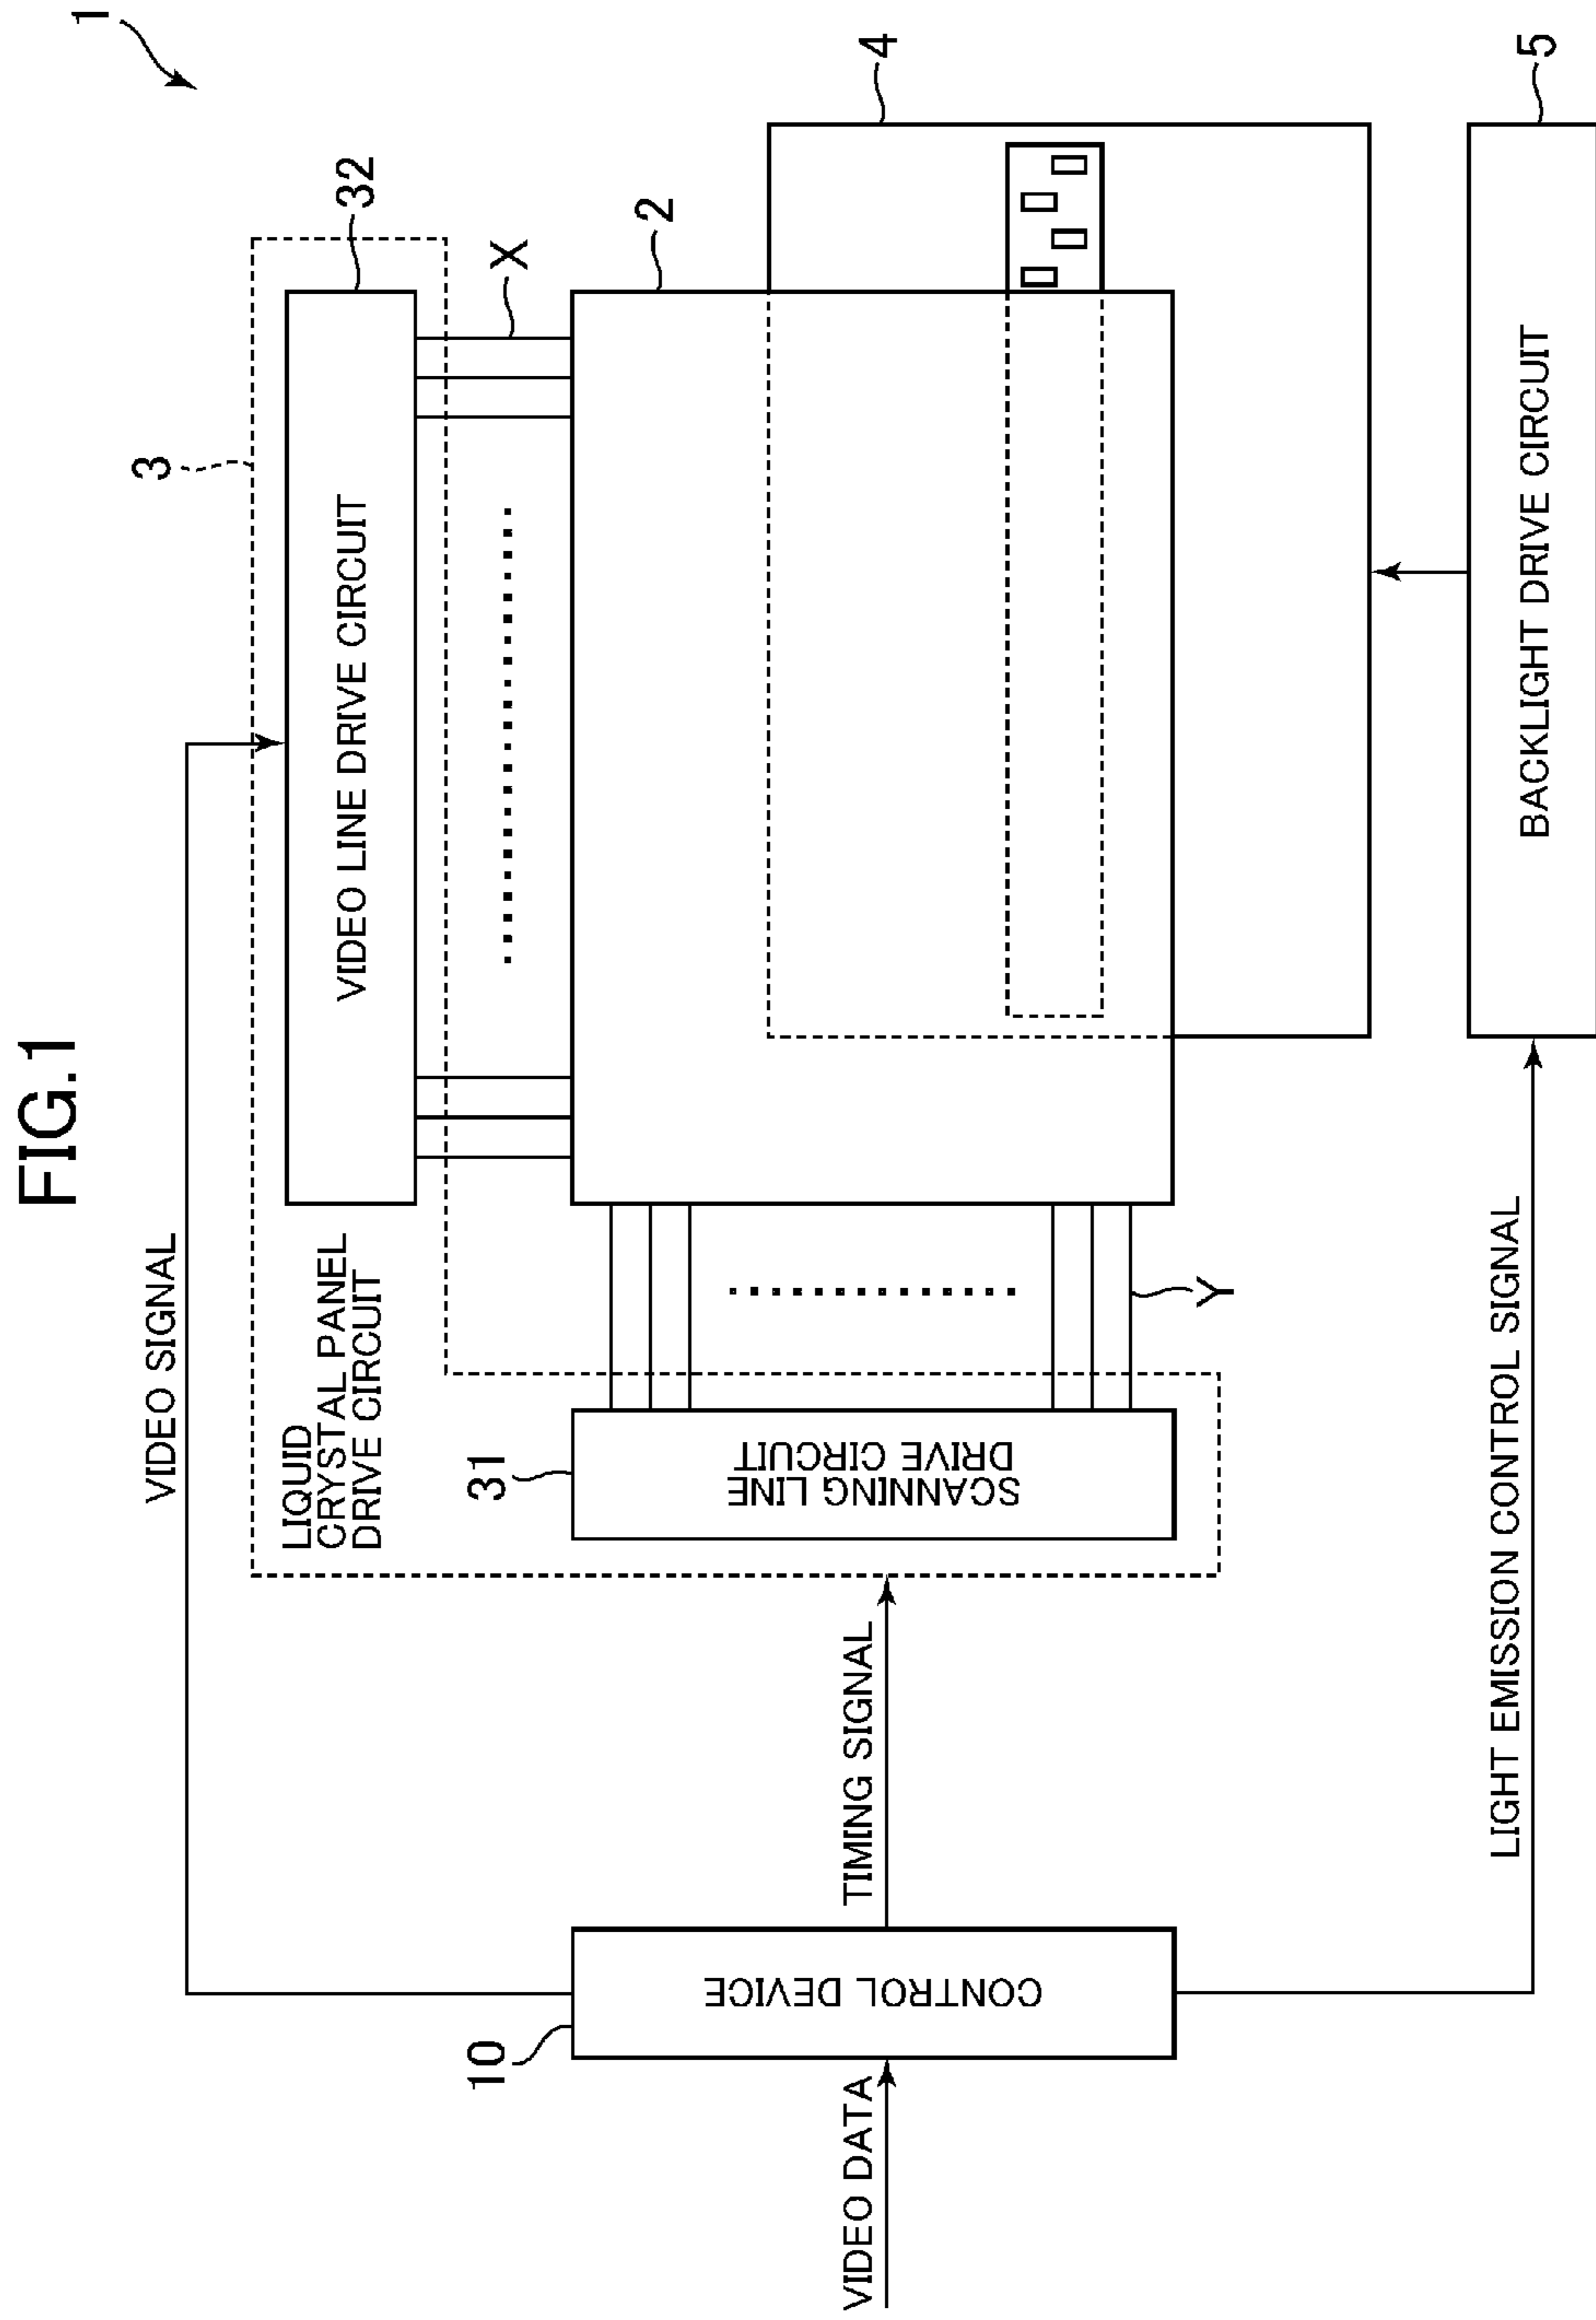 FIG.1
1
VIDEO SIGNAL
3
LIQUID
CRYSTAL PANEL
DRIVE CIRCUIT
VIDEO LINE DRIVE CIRCUIT
32
X
31
SCANNING LINE
DRIVE CIRCUIT
2
Y
4
10
CONTROL DEVICE
VIDEO DATA
TIMING SIGNAL
LIGHT EMISSION CONTROL SIGNAL
BACKLIGHT DRIVE CIRCUIT
5